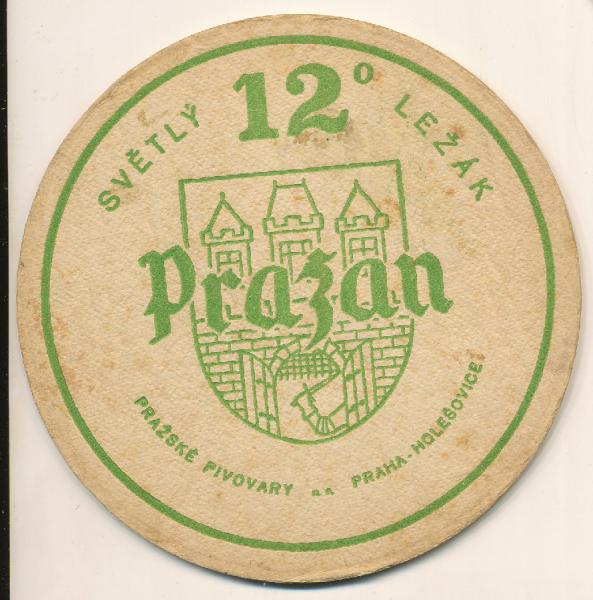 SVĚTLÝ 12° LEŽÁK
Pražan
PRAŽSKÉ PIVOVARY n.p. PRAHA-HOLEŠOVICE